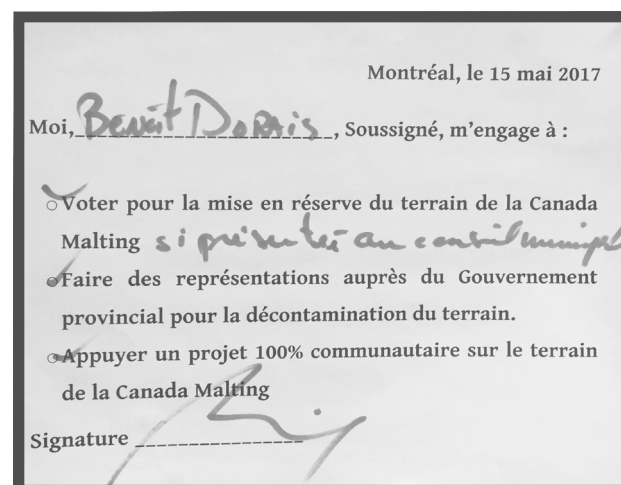 Montréal, le 15 mai 2017
Moi, Benoit Dorais, Soussigné, m'engage à :
Voter pour la mise en réserve du terrain de la Canada
Malting si présenté au conseil municipal
Faire des représentations auprès du Gouvernement
provincial pour la décontamination du terrain.
Appuyer un projet 100% communautaire sur le terrain
de la Canada Malting
Signature